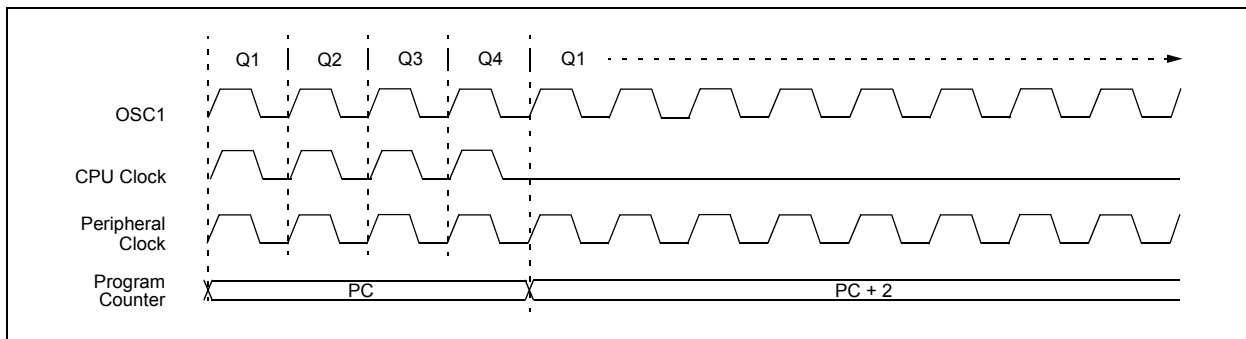 Q1 Q2 Q3 Q4 Q1
OSC1
CPU Clock
Peripheral
Clock
Program
Counter
PC
PC + 2